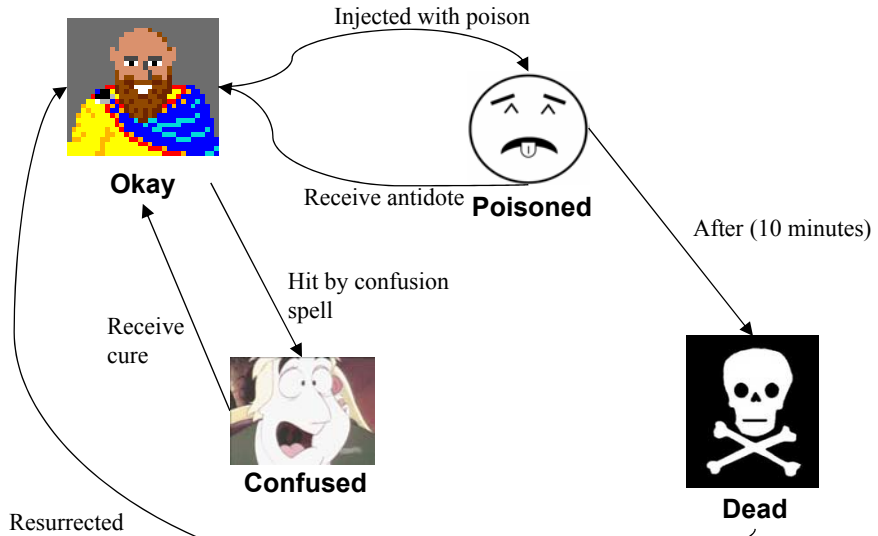 Injected with poison
Okay
Receive antidote
Poisoned
After (10 minutes)
Hit by confusion
spell
Receive
cure
Confused
Dead
Resurrected